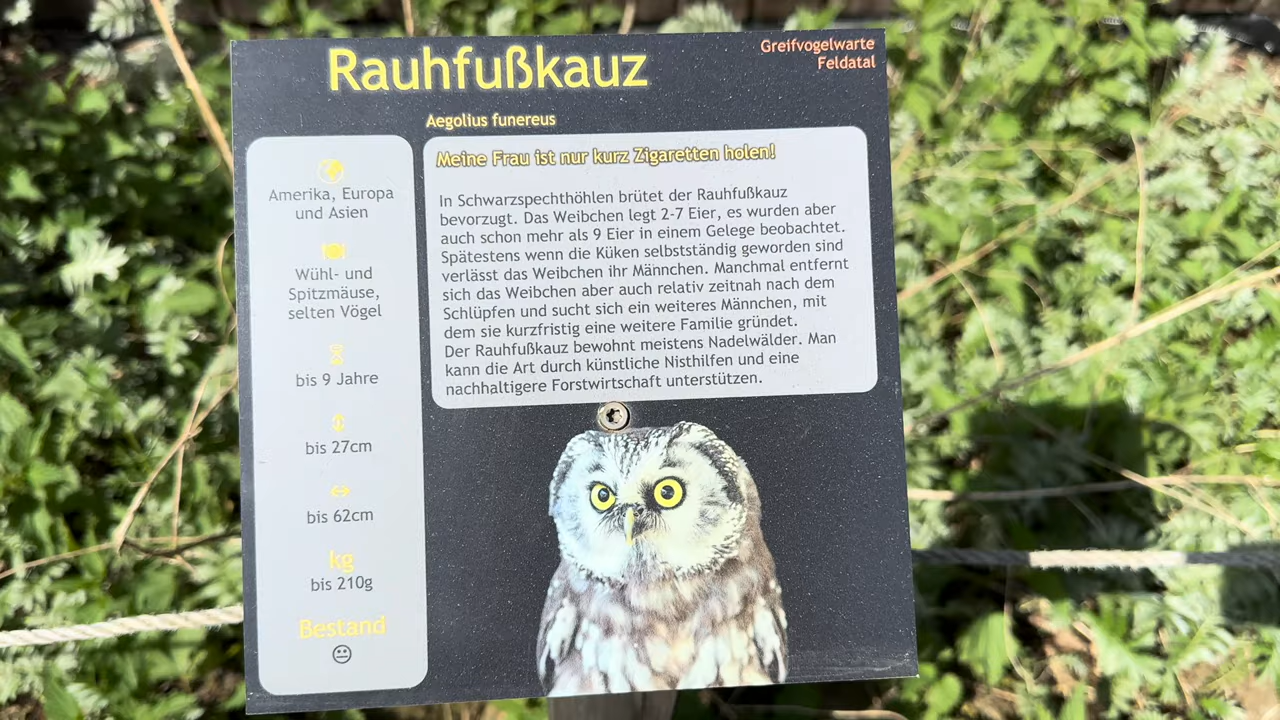 Rauhfußkauz
Greifvogelwarte
Feldatal
Aegolius funereus
Amerika, Europa
und Asien
Wühl- und
Spitzmäuse,
selten Vögel
bis 9 Jahre
bis 27cm
bis 62cm
kg
bis 210g
Bestand
Meine Frau ist nur kurz Zigaretten holen!
In Schwarzspechthöhlen brütet der Rauhfußkauz
bevorzugt. Das Weibchen legt 2-7 Eier, es wurden aber
auch schon mehr als 9 Eier in einem Gelege beobachtet.
Spätestens wenn die Küken selbstständig geworden sind
verlässt das Weibchen ihr Männchen. Manchmal entfernt
sich das Weibchen aber auch relativ zeitnah nach dem
Schlüpfen und sucht sich ein weiteres Männchen, mit
dem sie kurzfristig eine weitere Familie gründet.
Der Rauhfußkauz bewohnt meistens Nadelwälder. Man
kann die Art durch künstliche Nisthilfen und eine
nachhaltigere Forstwirtschaft unterstützen.